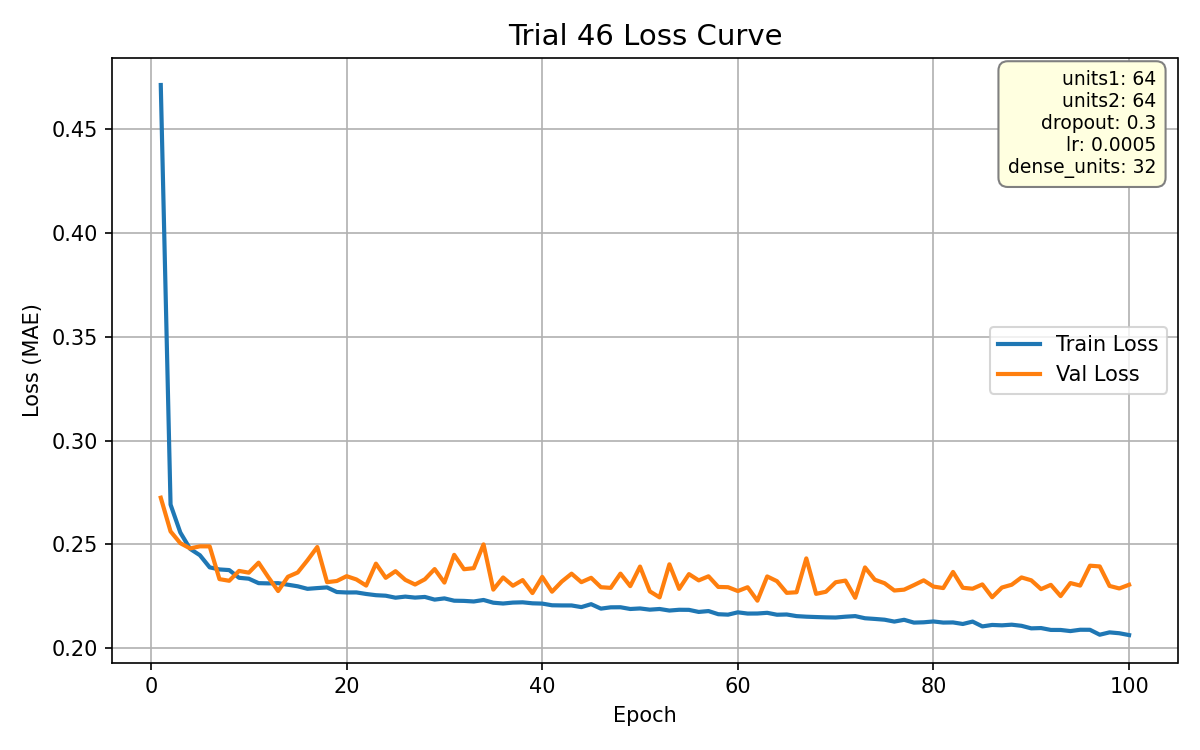 Trial 46 Loss Curve
units1: 64
units2: 64
dropout: 0.3
lr: 0.0005
dense_units: 32
Train Loss
Val Loss
Loss (MAE)
0.45
0.40
0.35
0.30
0.25
0.20
0 20 40 60 80 100
Epoch